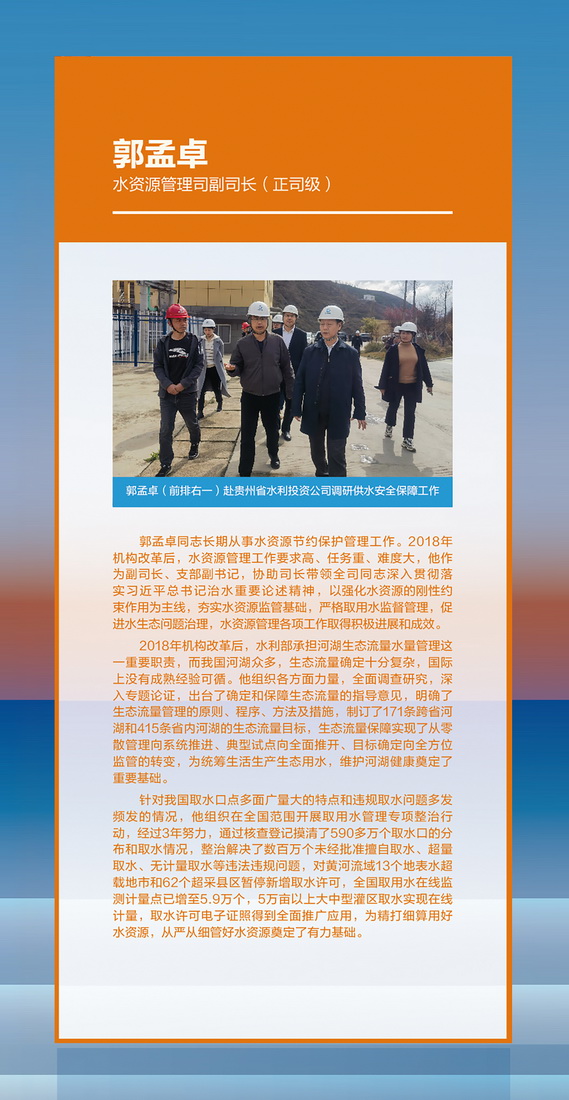 郭孟卓
水资源管理司副司长（正司级）
郭孟卓（前排右一）赴贵州省水利投资公司调研供水安全保障工作
郭孟卓同志长期从事水资源节约保护管理工作。2018年
机构改革后，水资源管理工作要求高、任务重、难度大，他作
为副司长、支部副书记，协助司长带领全司同志深入贯彻落
实习近平总书记治水重要论述精神，以强化水资源的刚性约
束作用为主线，夯实水资源监管基础，严格取用水监督管理，促
进水生态问题治理，水资源管理各项工作取得积极进展和成效。
2018年机构改革后，水利部承担河湖生态流量水量管理这
一重要职责，而我国河湖众多，生态流量确定十分复杂，国际
上没有成熟经验可循。他组织各方面力量，全面调查研究，深
入专题论证，出台了确定和保障生态流量的指导意见，明确了
生态流量管理的原则、程序、方法及措施，制订了171条跨省河
湖和415条省内河湖的生态流量目标，生态流量保障实现了从零
散管理向系统推进、典型试点向全面推开、目标确定向全方位
监管的转变，为统筹生活生产生态用水，维护河湖健康奠定了
重要基础。
针对我国取水口点多面广量大的特点和违规取水问题多发
频发的情况，他组织在全国范围开展取用水管理专项整治行
动，经过3年努力，通过核查登记摸清了590多万个取水口的分
布和取水情况，整治解决了数百万个未经批准擅自取水、超量
取水、无计量取水等违法违规问题，对黄河流域13个地表水超
载地市和62个超采县区暂停新增取水许可，全国取用水在线监
测计量点已增至5.9万个，5万亩以上大中型灌区取水实现在线
计量，取水许可电子证照得到全面推广应用，为精打细算用好
水资源，从严从细管好水资源奠定了有力基础。